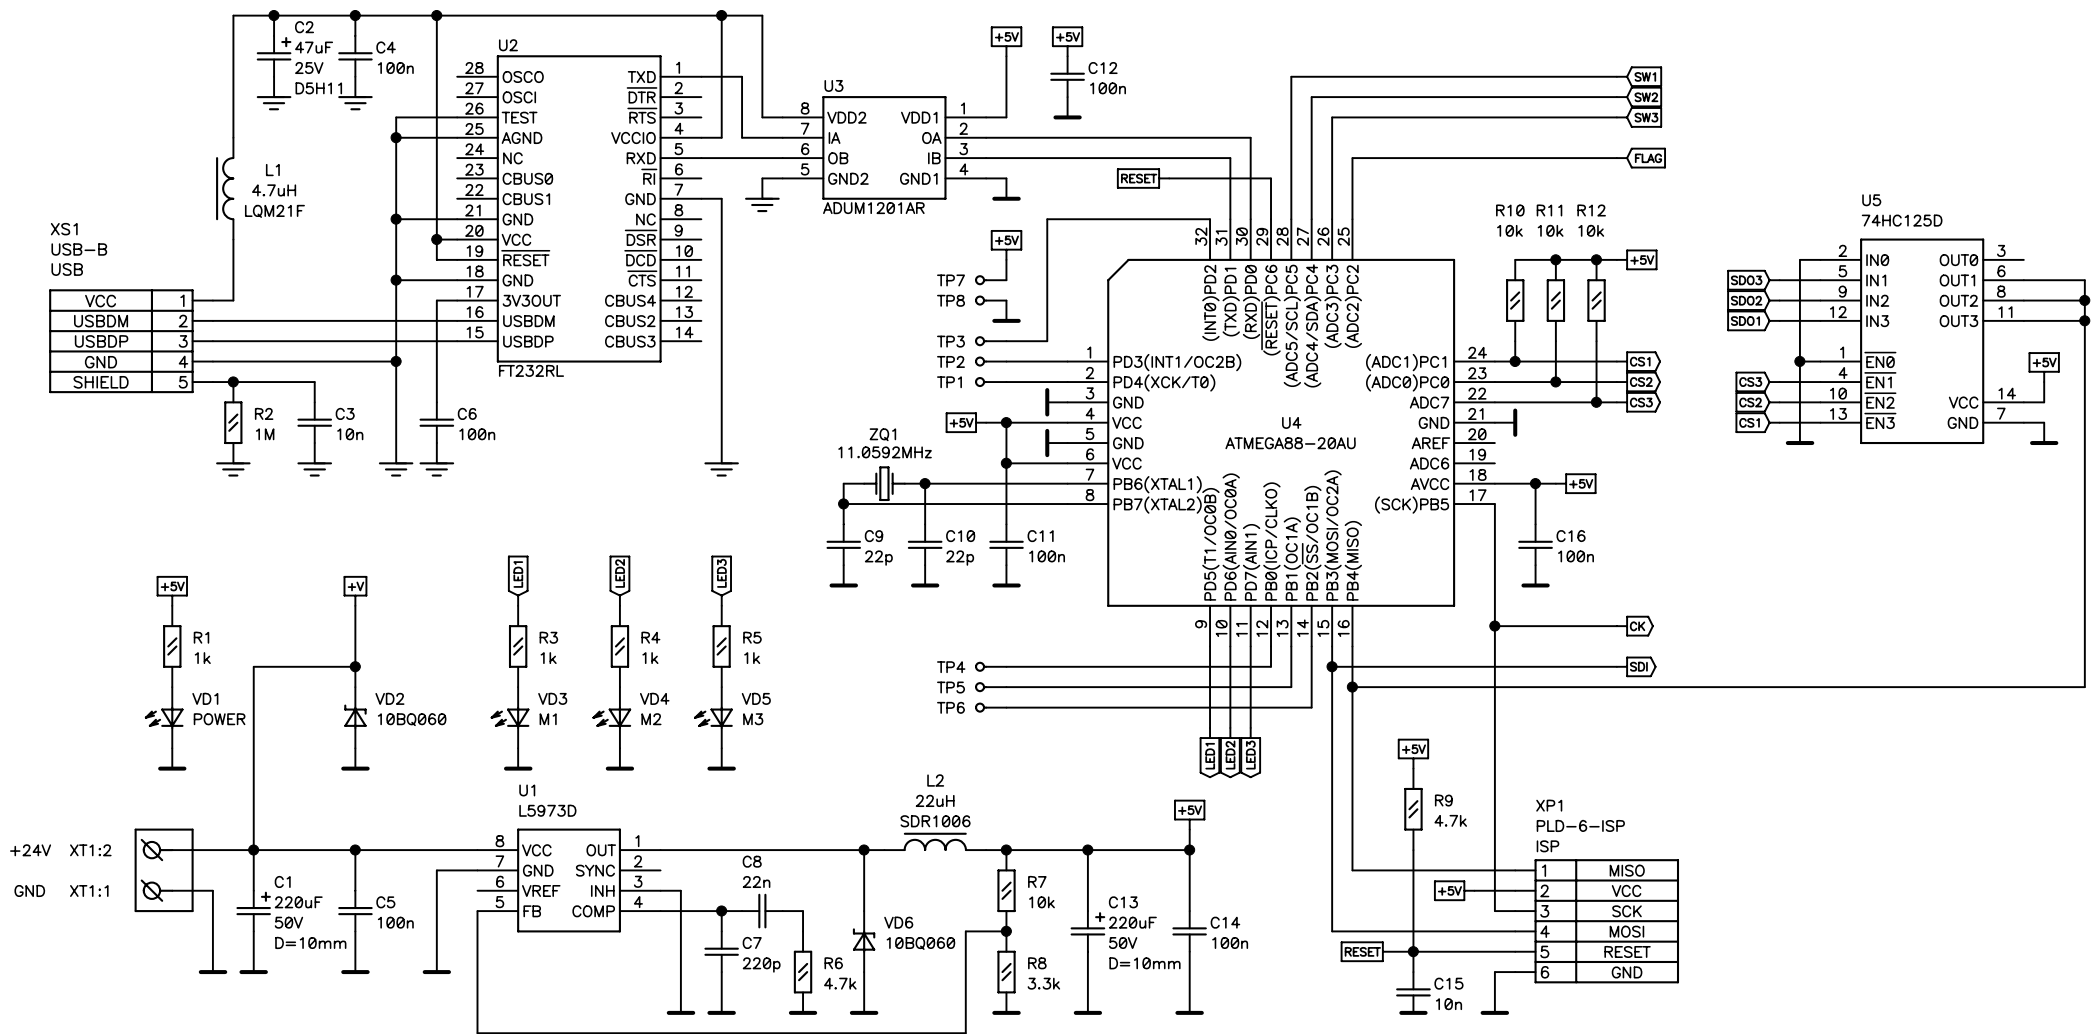 C2
47uF
25V
D5H11
C4
100n
L1
4.7uH
LQM21F
XS1
USB-B
USB
VCC 1
USBDM 2
USBDP 3
GND 4
SHIELD 5
R2
1M
C3
10n
C6
100n
U2
28 OSCO
27 OSCI
26 TEST
25 AGND
24 NC
23 CBUS0
22 CBUS1
21 GND
20 VCC
19 RESET
18 GND
17 3V3OUT
16 USBDM
15 USBDP
TXD 1
DTR 2
RTS 3
VCCIO 4
RXD 5
RI 6
GND 7
NC 8
DSR 9
DCD 10
CTS 11
CBUS4 12
CBUS2 13
CBUS3 14
FT232RL
U3
8 VDD2
7 IA
6 OB
5 GND2
VDD1 1
OA 2
IB 3
GND1 4
ADUM1201AR
+5V
+5V
C12
100n
RESET
SW1
SW2
SW3
FLAG
+5V
TP7
TP8
TP3
TP2
TP1
+5V
ZQ1
11.0592MHz
C9
22p
C10
22p
C11
100n
U4
ATMEGA88-20AU
32 (INT0)PD2
31 (TXD)PD1
30 (RXD)PD0
29 (RESET)PC6
28 (ADC5/SCL)PC5
27 (ADC4/SDA)PC4
26 (ADC3)PC3
25 (ADC2)PC2
1 PD3(INT1/OC2B)
2 PD4(XCK/T0)
3 GND
4 VCC
5 GND
6 VCC
7 PB6(XTAL1)
8 PB7(XTAL2)
(ADC1)PC1 24
(ADC0)PC0 23
ADC7 22
GND 21
AREF 20
ADC6 19
AVCC 18
(SCK)PB5 17
9 PD5(T1/OC0B)
10 PD6(AIN0/OC0A)
11 PD7(AIN1)
12 PB0(ICP/CLKO)
13 PB1(OC1A)
14 PB2(SS/OC1B)
15 PB3(MOSI/OC2A)
16 PB4(MISO)
R10
10k
R11
10k
R12
10k
+5V
CS1
CS2
CS3
+5V
C16
100n
U5
74HC125D
2 IN0
5 IN1
9 IN2
12 IN3
1 EN0
4 EN1
10 EN2
13 EN3
OUT0 3
OUT1 6
OUT2 8
OUT3 11
VCC 14
GND 7
SDO3
SDO2
SDO1
CS3
CS2
CS1
+5V
CK
SDI
TP4
TP5
TP6
LED1
LED2
LED3
+5V
R1
1k
VD1
POWER
+V
VD2
10BQ060
LED1
R3
1k
VD3
M1
LED2
R4
1k
VD4
M2
LED3
R5
1k
VD5
M3
+24V XT1:2
GND XT1:1
C1
220uF
50V
D=10mm
C5
100n
U1
L5973D
8 VCC
7 GND
6 VREF
5 FB
OUT 1
SYNC 2
INH 3
COMP 4
C8
22n
C7
220p
R6
4.7k
VD6
10BQ060
L2
22uH
SDR1006
R7
10k
R8
3.3k
C13
220uF
50V
D=10mm
+5V
C14
100n
+5V
R9
4.7k
+5V
RESET
C15
10n
XP1
PLD-6-ISP
ISP
1 MISO
2 VCC
3 SCK
4 MOSI
5 RESET
6 GND
+
+
+